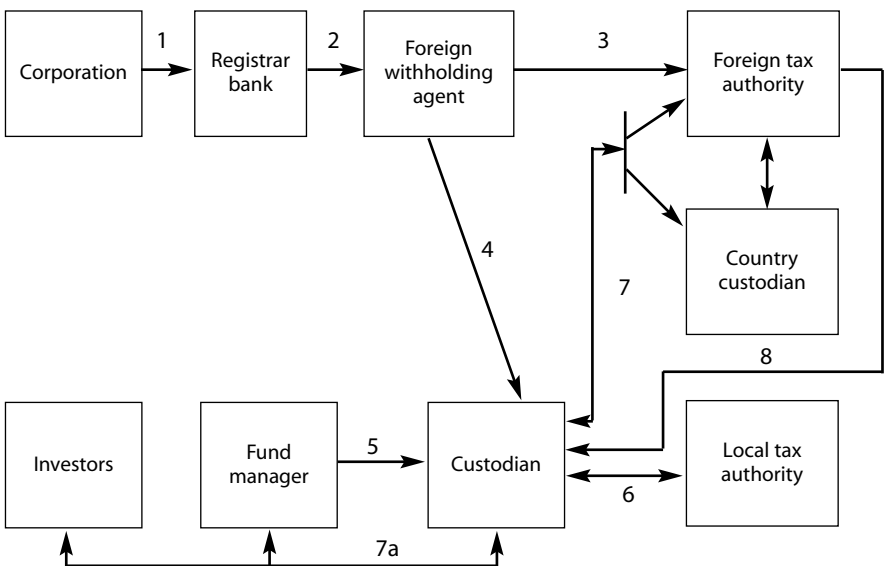 1
2
3
Corporation
Registrar
bank
Foreign
withholding
agent
Foreign tax
authority
4
7
Country
custodian
8
Investors
Fund
manager
5
Custodian
6
Local tax
authority
7a